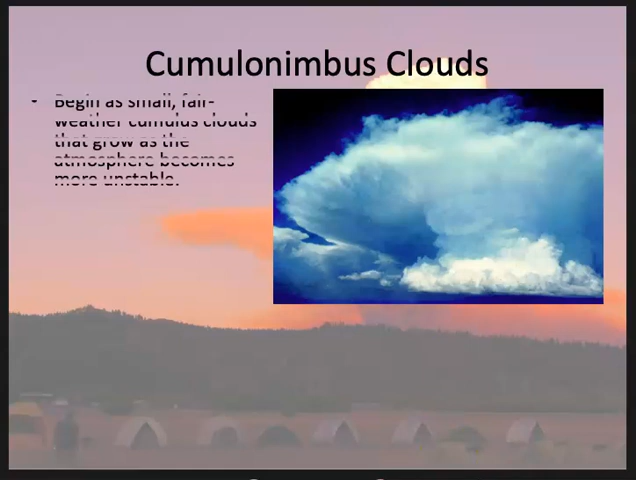 Cumulonimbus Clouds
- Begin as small, fair-
weather cumulus clouds
that grow as the
atmosphere becomes
more unstable.